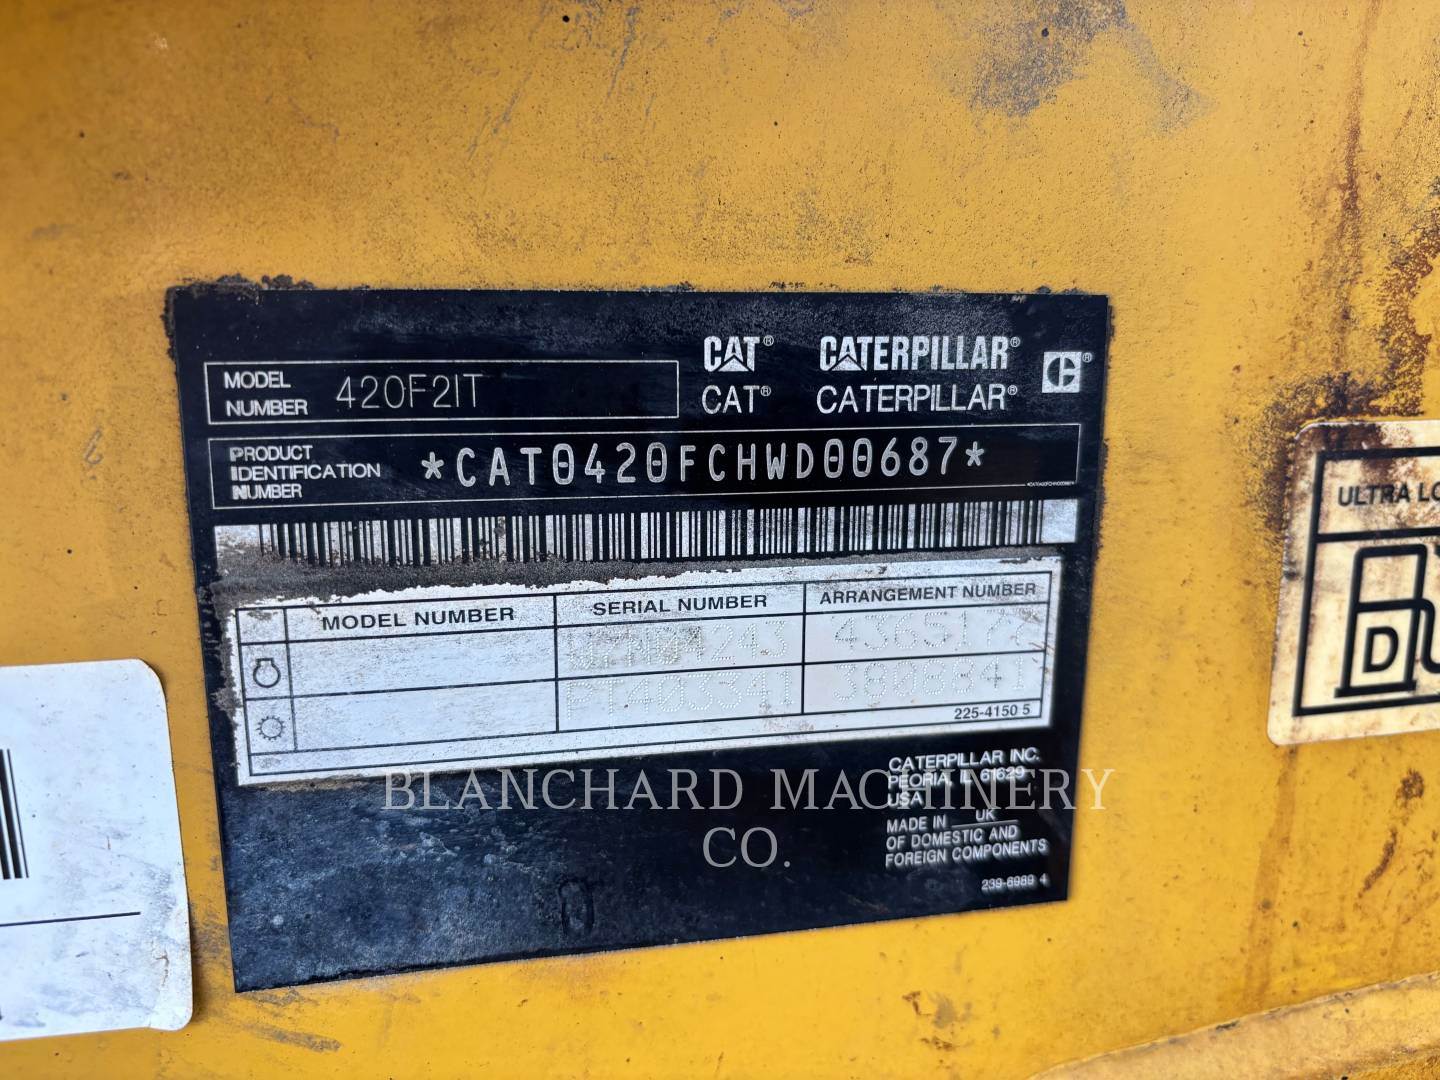 CAT® CATERPILLAR®
MODEL NUMBER 420F2IT
CAT® CATERPILLAR®
PRODUCT IDENTIFICATION NUMBER *CAT0420FCHWD00687*
MODEL NUMBER SERIAL NUMBER ARRANGEMENT NUMBER
PT403341 3808841
225-4150 5
CATERPILLAR INC.
PEORIA, IL 61629
USA
MADE IN UK
OF DOMESTIC AND
FOREIGN COMPONENTS
239-6989 4
ULTRA
D
BLANCHARD MACHINERY
CO.